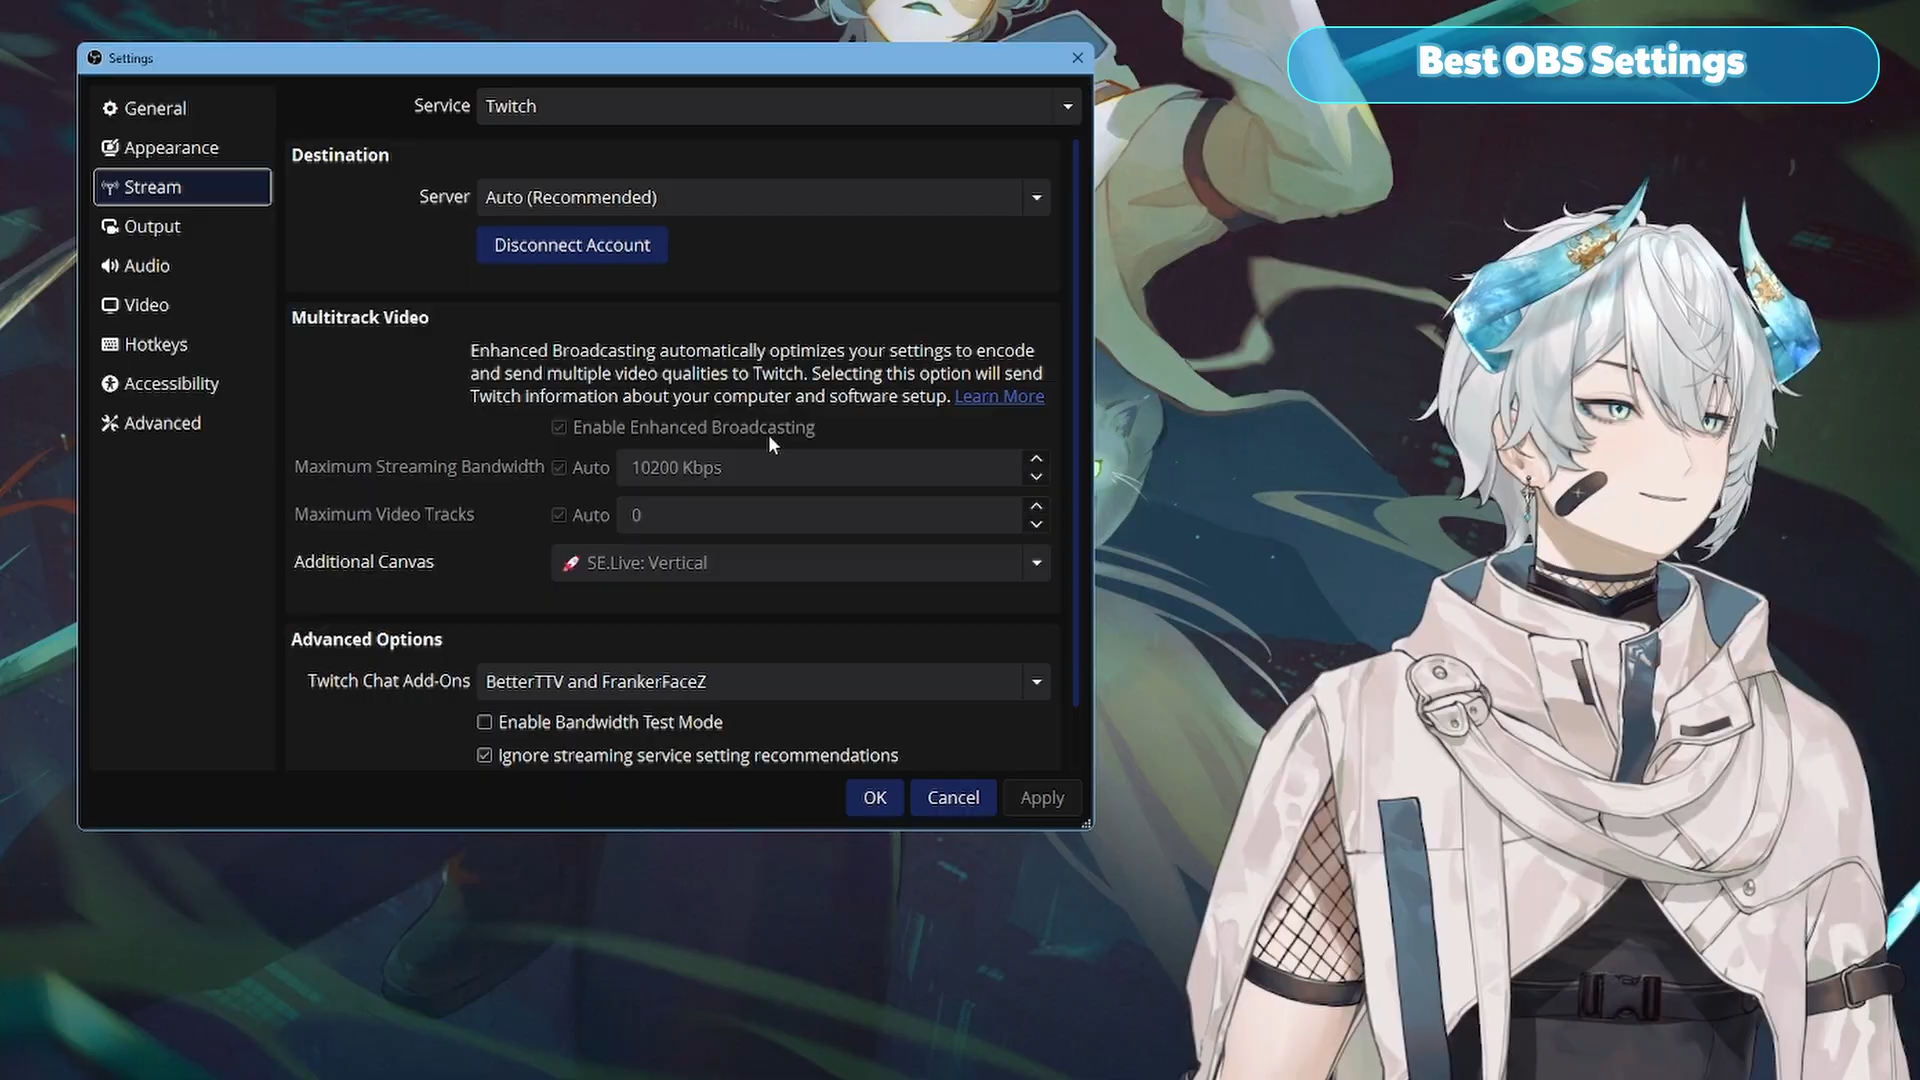 Best OBS Settings
Settings
General
Appearance
Stream
Output
Audio
Video
Hotkeys
Accessibility
Advanced
Service
Twitch
Destination
Server
Auto (Recommended)
Disconnect Account
Multitrack Video
Enhanced Broadcasting automatically optimizes your settings to encode
and send multiple video qualities to Twitch. Selecting this option will send
Twitch information about your computer and software setup. Learn More
Enable Enhanced Broadcasting
Maximum Streaming Bandwidth
Auto
10200 Kbps
Maximum Video Tracks
Auto
0
Additional Canvas
SE.Live: Vertical
Advanced Options
Twitch Chat Add-Ons
BetterTTV and FrankerFaceZ
Enable Bandwidth Test Mode
Ignore streaming service setting recommendations
OK
Cancel
Apply